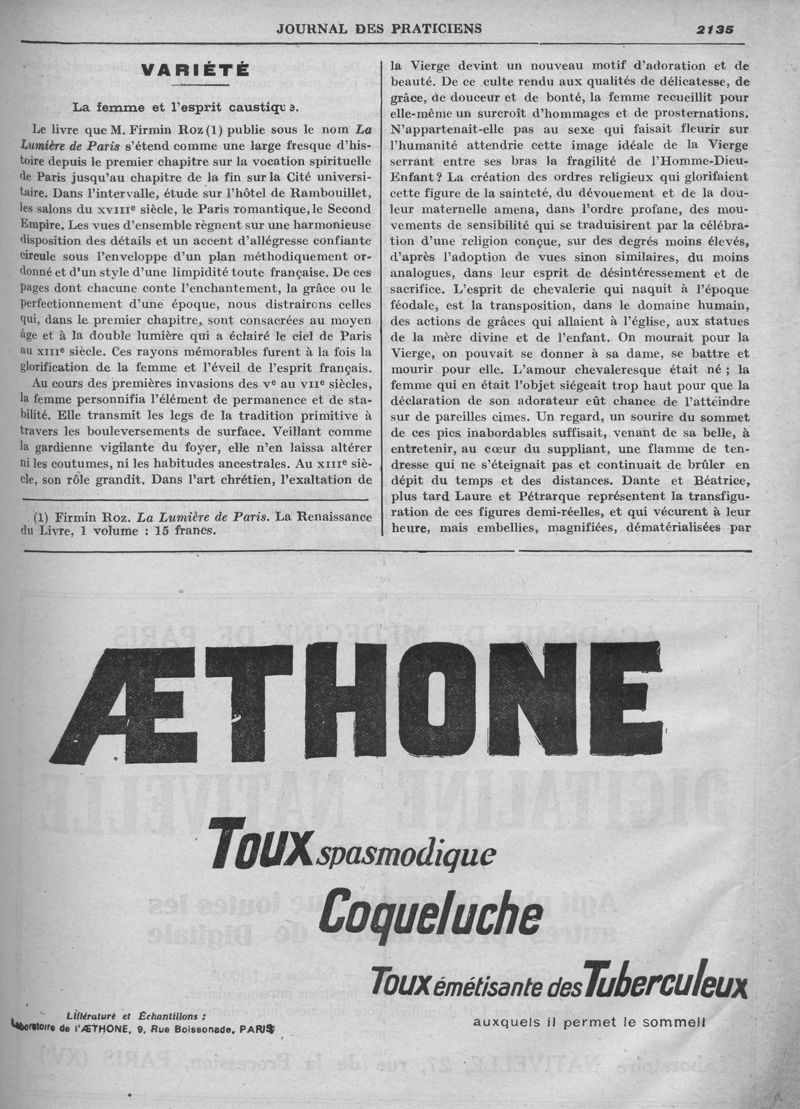 JOURNAL DES PRATICIENS 2135
VARIÉTÉ
La femme et l'esprit caustique.
Le livre que M. Firmin Roz (1) publie sous le nom La
Lumière de Paris s'étend comme une large fresque d'his-
toire depuis le premier chapitre sur la vocation spirituelle
de Paris jusqu'au chapitre de la fin sur la Cité universi-
taire. Dans l'intervalle, étude sur l'hôtel de Rambouillet,
les salons du XVIIIe siècle, le Paris romantique, le Second
Empire. Les vues d'ensemble règnent sur une harmonieuse
disposition des détails et un accent d'allégresse confiante
circule sous l'enveloppe d'un plan méthodiquement or-
donné et d'un style d'une limpidité toute française. De ces
pages dont chacune conte l'enchantement, la grâce ou le
perfectionnement d'une époque, nous distrairons celles
qui, dans le premier chapitre, sont consacrées au moyen
âge et à la double lumière qui a éclairé le ciel de Paris
au XIIIe siècle. Ces rayons mémorables furent à la fois la
glorification de la femme et l'éveil de l'esprit français.
Au cours des premières invasions des Ve au VIIe siècles,
la femme personnifia l'élément de permanence et de sta-
bilité. Elle transmit les legs de la tradition primitive à
travers les bouleversements de surface. Veillant comme
la gardienne vigilante du foyer, elle n'en laissa altérer
ni les coutumes, ni les habitudes ancestrales. Au XIIIe siè-
cle, son rôle grandit. Dans l'art chrétien, l'exaltation de
(1) Firmin Roz. La Lumière de Paris. La Renaissance
du Livre, 1 volume : 15 francs.
la Vierge devint un nouveau motif d'adoration et de
beauté. De ce culte rendu aux qualités de délicatesse, de
grâce, de douceur et de bonté, la femme recueillit pour
elle-même un surcroît d'hommages et de prosternations.
N'appartenait-elle pas au sexe qui faisait fleurir sur
l'humanité attendrie cette image idéale de la Vierge
serrant entre ses bras la fragilité de l'Homme-Dieu-
Enfant ? La création des ordres religieux qui glorifiaient
cette figure de la sainteté, du dévouement et de la dou-
leur maternelle amena, dans l'ordre profane, des mou-
vements de sensibilité qui se traduisirent par la célébra-
tion d'une religion conçue, sur des degrés moins élevés,
d'après l'adoption de vues sinon similaires, du moins
analogues, dans leur esprit de désintéressement et de
sacrifice. L'esprit de chevalerie qui naquit à l'époque
féodale, est la transposition, dans le domaine humain,
des actions de grâces qui allaient à l'église, aux statues
de la mère divine et de l'enfant. On mourait pour la
Vierge, on pouvait se donner à sa dame, se battre et
mourir pour elle. L'amour chevaleresque était né ; la
femme qui en était l'objet siégeait trop haut pour que la
déclaration de son adorateur eût chance de l'atteindre
sur de pareilles cimes. Un regard, un sourire du sommet
de ces pics inabordables suffisait, venant de sa belle, à
entretenir, au cœur du suppliant, une flamme de ten-
dresse qui ne s'éteignait pas et continuait de brûler en
dépit du temps et des distances. Dante et Béatrice,
plus tard Laure et Pétrarque représentent la transfigu-
ration de ces figures demi-réelles, et qui vécurent à leur
heure, mais embellies, magnifiées, dématérialisées par
ÆTHONE
Toux spasmodique
Coqueluche
Toux émétisante des Tuberculeux
auxquels il permet le sommeil
Littérature et Échantillons :
Laboratoire de l'ÆTHONE, 9, Rue Boissonade, PARIS